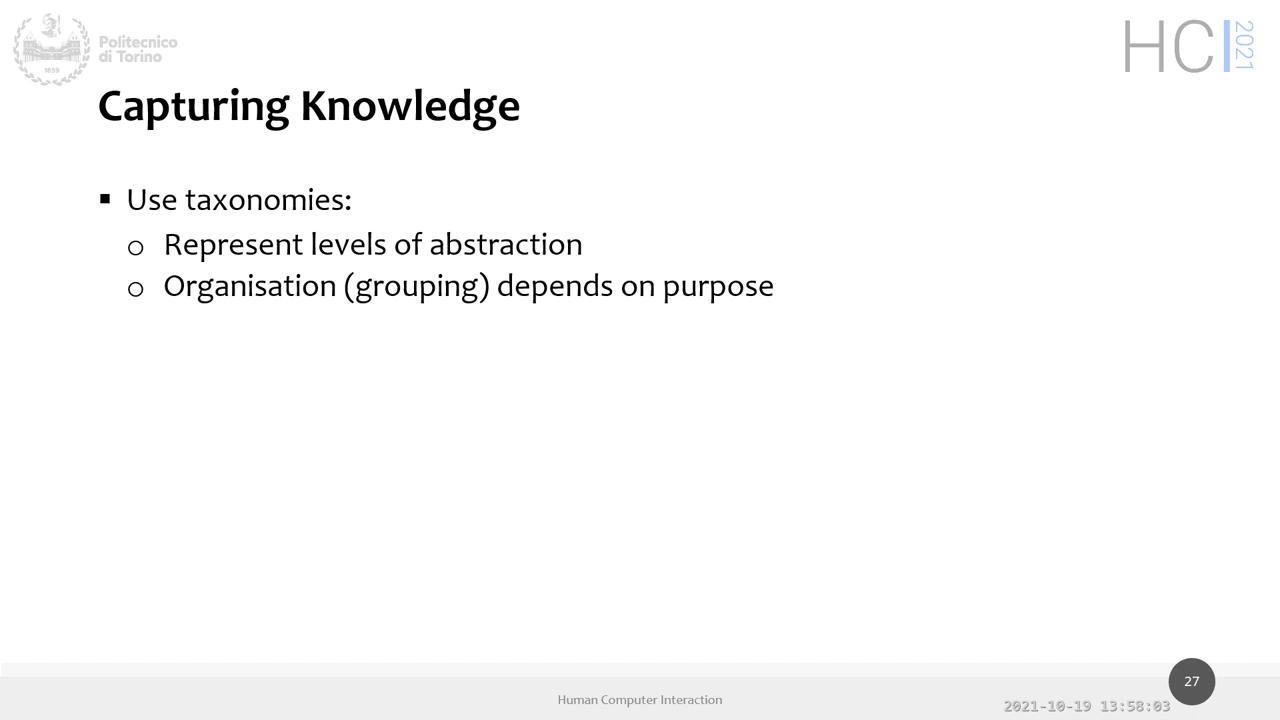 Politecnico
di Torino
1859
HCI 2021
Capturing Knowledge
▪ Use taxonomies:
o Represent levels of abstraction
o Organisation (grouping) depends on purpose
27
Human Computer Interaction
2021-10-19 13:58:03